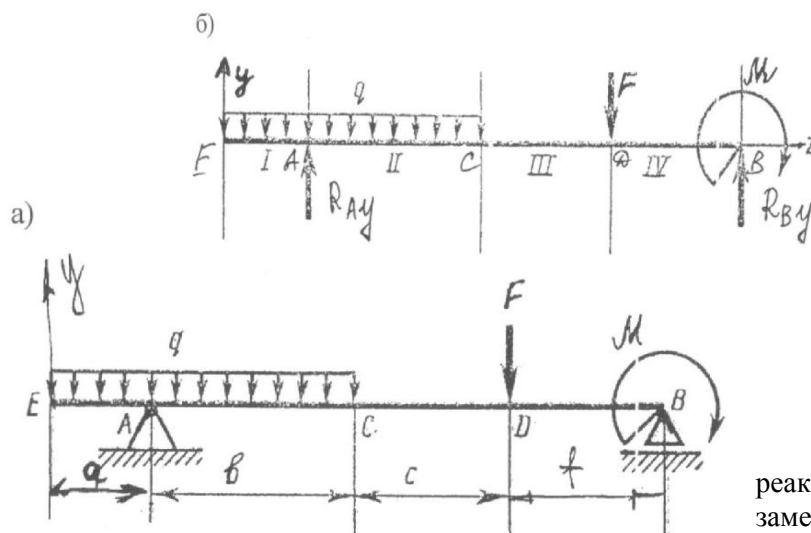 б)
y
q
F
M
z
E I A II C III D IV B
R_Ay
R_By
а)
y
F
q
M
E A C D B
a в c f
реак
заме